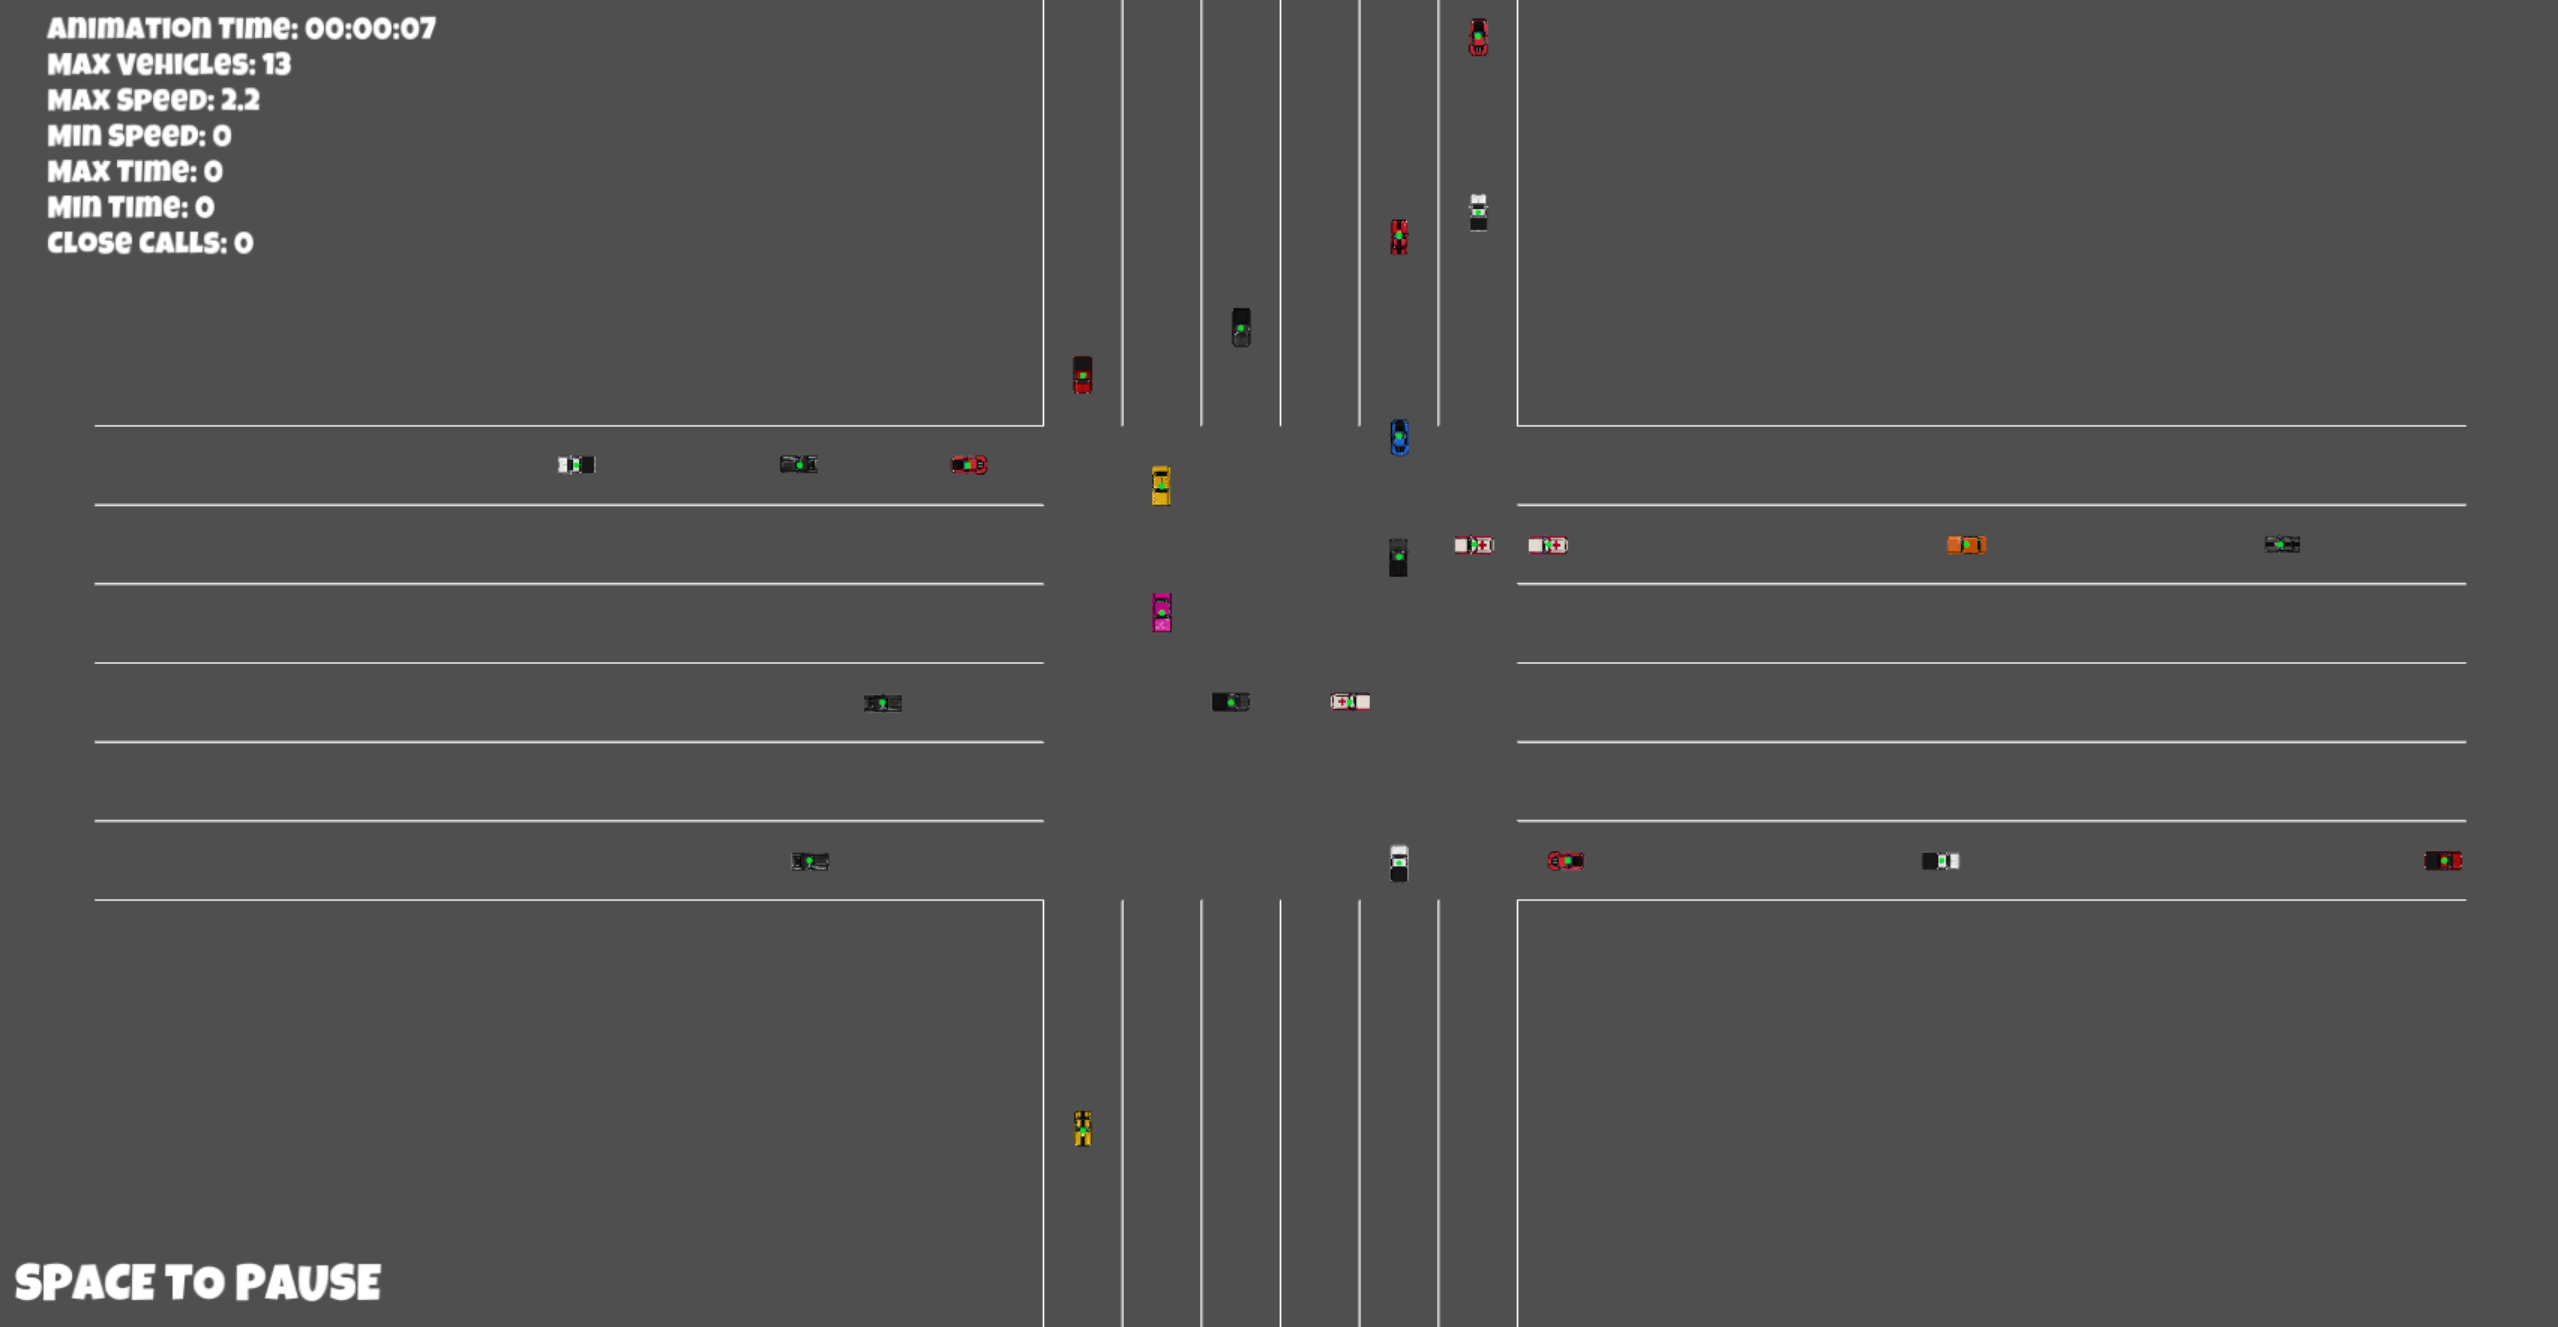 Animation Time: 00:00:07
Max Vehicles: 13
Max Speed: 2.2
Min Speed: 0
Max Time: 0
Min Time: 0
Close Calls: 0
SPACE TO PAUSE